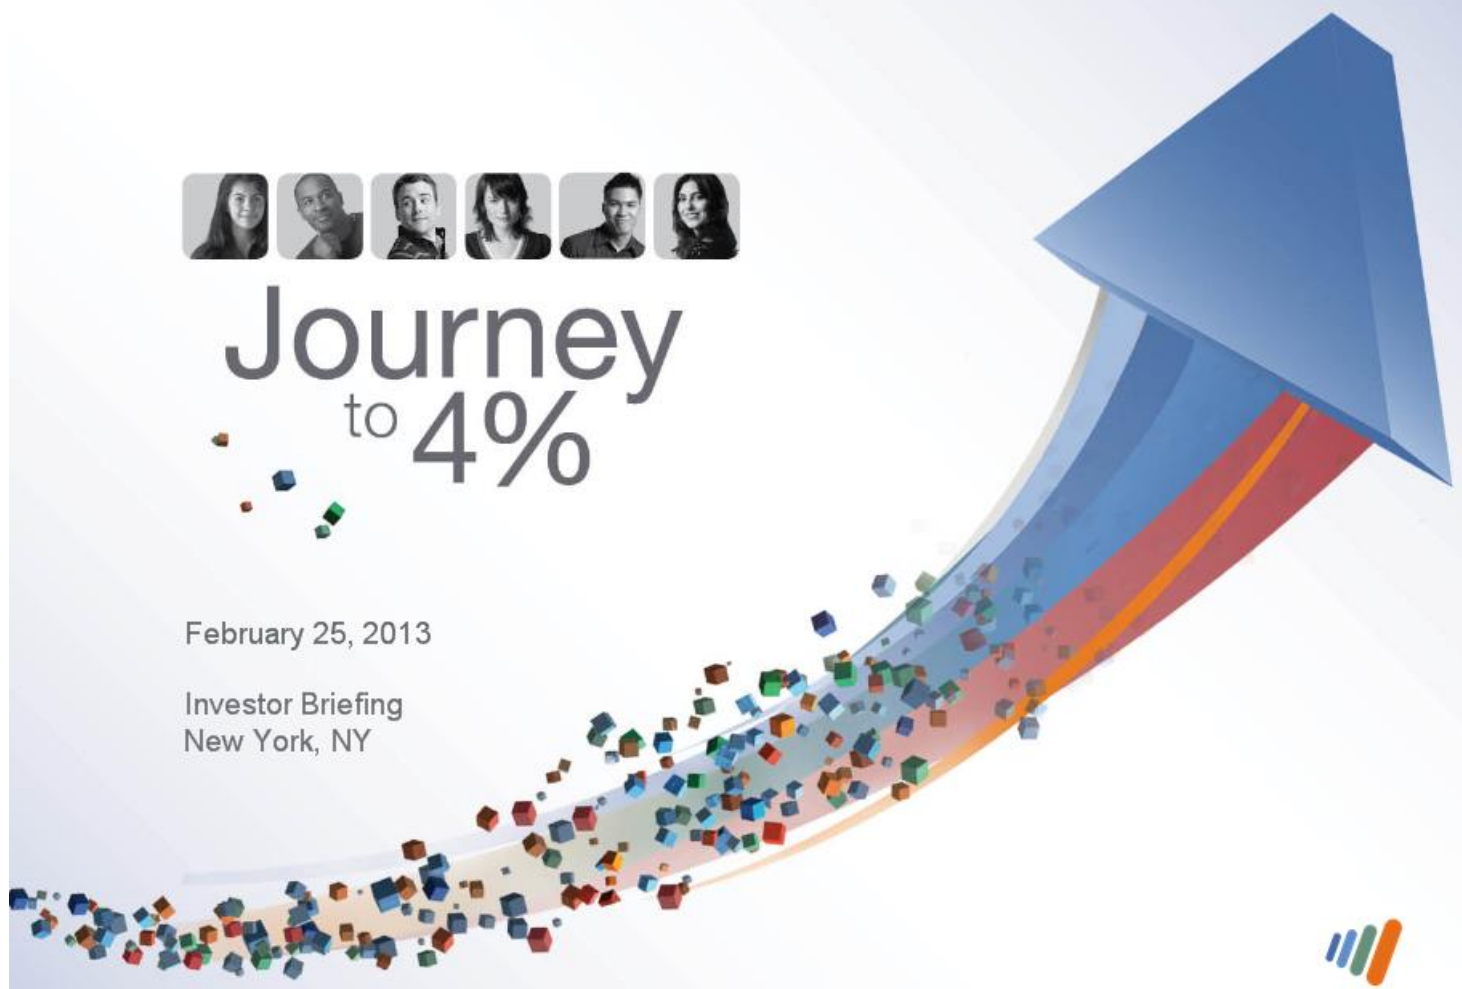 Journey
to 4%
February 25, 2013
Investor Briefing
New York, NY